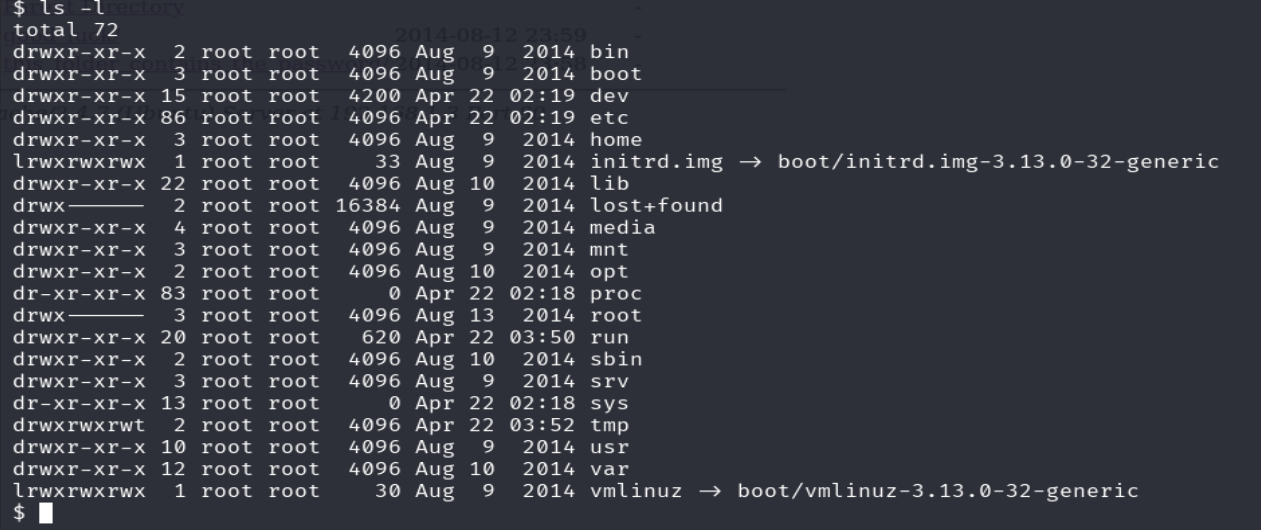 $ ls -l
total 72
drwxr-xr-x  2 root root  4096 Aug  9  2014 bin
drwxr-xr-x  3 root root  4096 Aug  9  2014 boot
drwxr-xr-x 15 root root  4200 Apr 22 02:19 dev
drwxr-xr-x 86 root root  4096 Apr 22 02:19 etc
drwxr-xr-x  3 root root  4096 Aug  9  2014 home
lrwxrwxrwx  1 root root    33 Aug  9  2014 initrd.img → boot/initrd.img-3.13.0-32-generic
drwxr-xr-x 22 root root  4096 Aug 10  2014 lib
drwx------  2 root root 16384 Aug  9  2014 lost+found
drwxr-xr-x  4 root root  4096 Aug  9  2014 media
drwxr-xr-x  3 root root  4096 Aug  9  2014 mnt
drwxr-xr-x  2 root root  4096 Aug 10  2014 opt
dr-xr-xr-x 83 root root     0 Apr 22 02:18 proc
drwx------  3 root root  4096 Aug 13  2014 root
drwxr-xr-x 20 root root   620 Apr 22 03:50 run
drwxr-xr-x  2 root root  4096 Aug 10  2014 sbin
drwxr-xr-x  3 root root  4096 Aug  9  2014 srv
dr-xr-xr-x 13 root root     0 Apr 22 02:18 sys
drwxrwxrwt  2 root root  4096 Apr 22 03:52 tmp
drwxr-xr-x 10 root root  4096 Aug  9  2014 usr
drwxr-xr-x 12 root root  4096 Aug 10  2014 var
lrwxrwxrwx  1 root root    30 Aug  9  2014 vmlinuz → boot/vmlinuz-3.13.0-32-generic
$